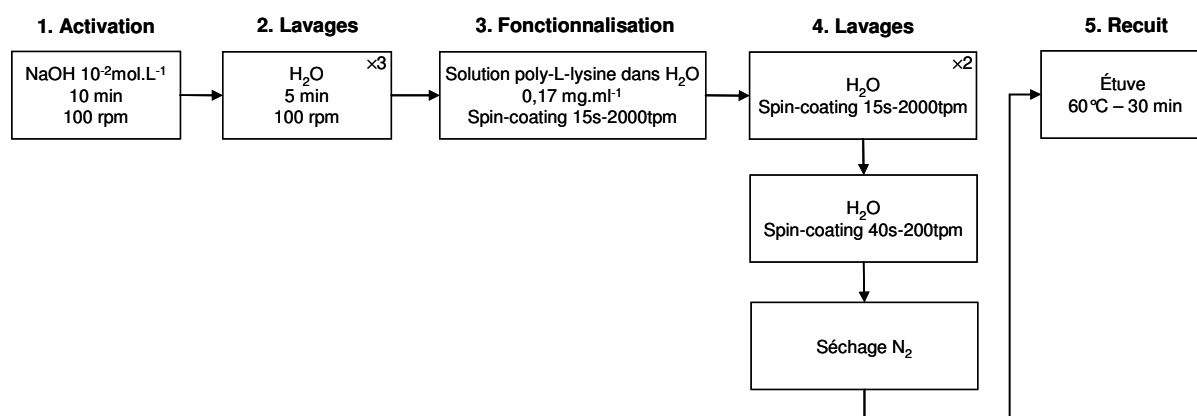 1. Activation
NaOH 10⁻²mol.L⁻¹
10 min
100 rpm
2. Lavages
×3
H₂O
5 min
100 rpm
3. Fonctionnalisation
Solution poly-L-lysine dans H₂O
0,17 mg.ml⁻¹
Spin-coating 15s-2000tpm
4. Lavages
×2
H₂O
Spin-coating 15s-2000tpm
H₂O
Spin-coating 40s-200tpm
Séchage N₂
5. Recuit
Étuve
60°C – 30 min